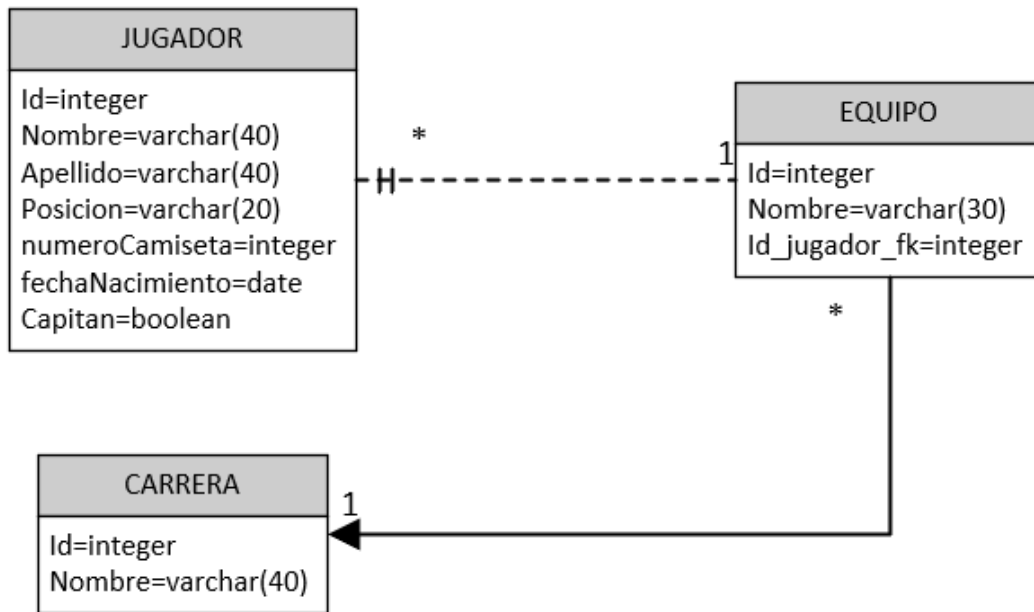 JUGADOR
Id=integer
Nombre=varchar(40)
Apellido=varchar(40)
Posicion=varchar(20)
numeroCamiseta=integer
fechaNacimiento=date
Capitan=boolean
*
1
EQUIPO
Id=integer
Nombre=varchar(30)
Id_jugador_fk=integer
*
1
CARRERA
Id=integer
Nombre=varchar(40)